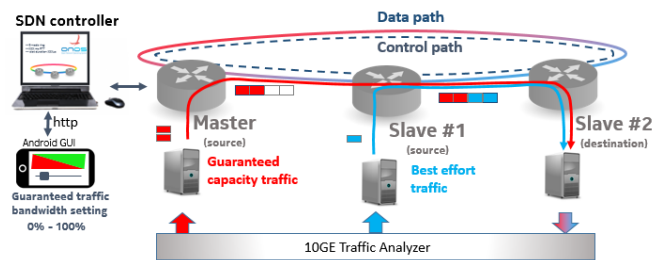 SDN controller
Data path
Control path
ONOS
http
Android GUI
Guaranteed traffic
bandwidth setting
0% - 100%
Master
(source)
Guaranteed
capacity traffic
Slave #1
(source)
Best effort
traffic
Slave #2
(destination)
10GE Traffic Analyzer